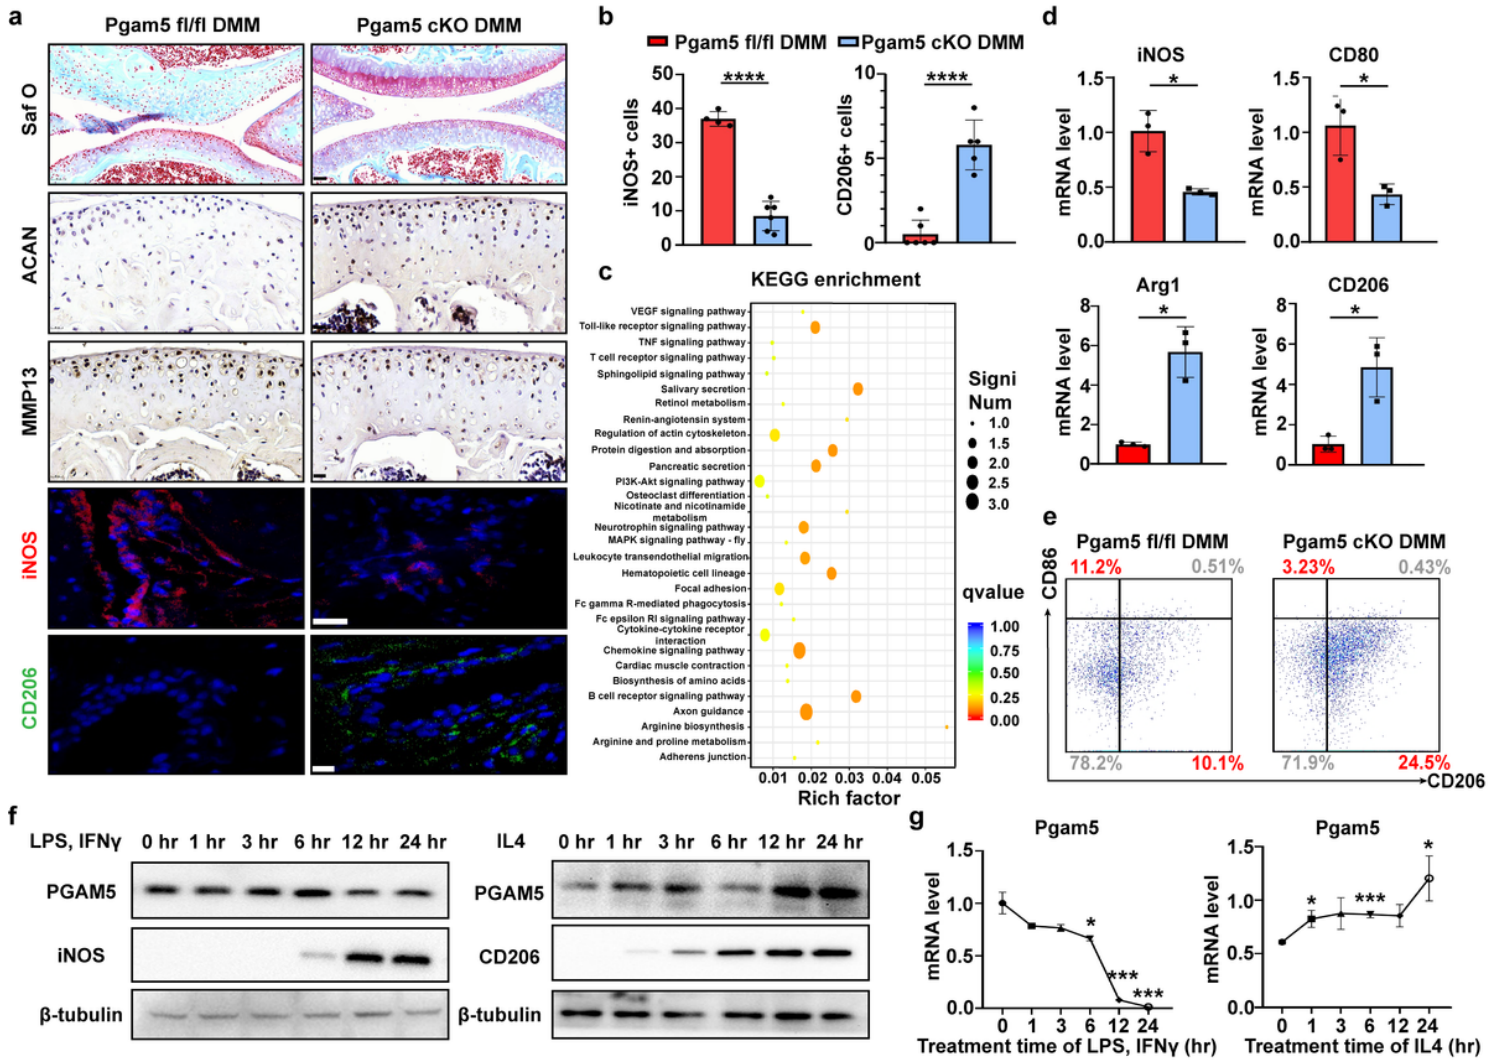 a
Pgam5 fl/fl DMM
Pgam5 cKO DMM
Saf O
ACAN
MMP13
iNOS
CD206
b
Pgam5 fl/fl DMM
Pgam5 cKO DMM
iNOS+ cells
50
40
30
20
10
0
****
CD206+ cells
10
5
0
****
c
KEGG enrichment
VEGF signaling pathway
Toll-like receptor signaling pathway
TNF signaling pathway
T cell receptor signaling pathway
Sphingolipid signaling pathway
Salivary secretion
Retinol metabolism
Renin-angiotensin system
Regulation of actin cytoskeleton
Protein digestion and absorption
Pancreatic secretion
PI3K-Akt signaling pathway
Osteoclast differentiation
Nicotinate and nicotinamide
metabolism
Neurotrophin signaling pathway
MAPK signaling pathway - fly
Leukocyte transendothelial migration
Hematopoietic cell lineage
Focal adhesion
Fc gamma R-mediated phagocytosis
Fc epsilon RI signaling pathway
Cytokine-cytokine receptor
interaction
Chemokine signaling pathway
Cardiac muscle contraction
Biosynthesis of amino acids
B cell receptor signaling pathway
Axon guidance
Arginine biosynthesis
Arginine and proline metabolism
Adherens junction
0.01 0.02 0.03 0.04 0.05
Rich factor
Signi
Num
1.0
1.5
2.0
2.5
3.0
qvalue
1.00
0.75
0.50
0.25
0.00
d
iNOS
mRNA level
1.5
1.0
0.5
0.0
*
CD80
mRNA level
1.5
1.0
0.5
0.0
*
Arg1
mRNA level
8
6
4
2
0
*
CD206
mRNA level
8
6
4
2
0
*
e
Pgam5 fl/fl DMM
Pgam5 cKO DMM
CD86
11.2% 0.51%
3.23% 0.43%
78.2% 10.1%
71.9% 24.5%
CD206
f
LPS, IFNγ 0 hr 1 hr 3 hr 6 hr 12 hr 24 hr
PGAM5
iNOS
β-tubulin
IL4 0 hr 1 hr 3 hr 6 hr 12 hr 24 hr
PGAM5
CD206
β-tubulin
g
Pgam5
mRNA level
1.5
1.0
0.5
0.0
*
***
***
0 1 3 6 12 24
Treatment time of LPS, IFNγ (hr)
Pgam5
mRNA level
1.5
1.0
0.5
0.0
*
***
*
0 1 3 6 12 24
Treatment time of IL4 (hr)